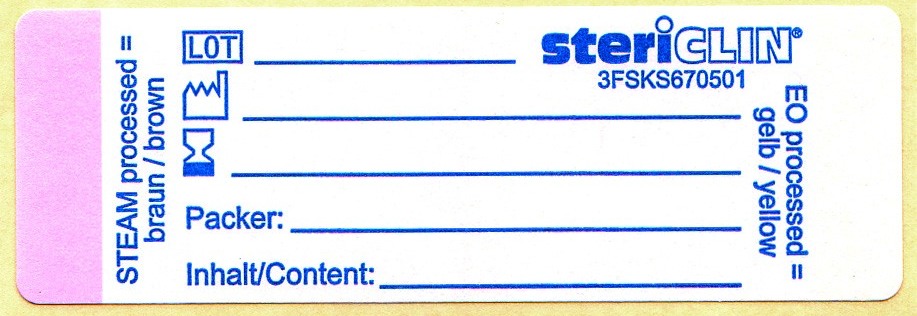 STEAM processed =
braun / brown
LOT
steriCLIN®
3FSKS670501
Packer:
Inhalt/Content:
EO processed =
gelb / yellow